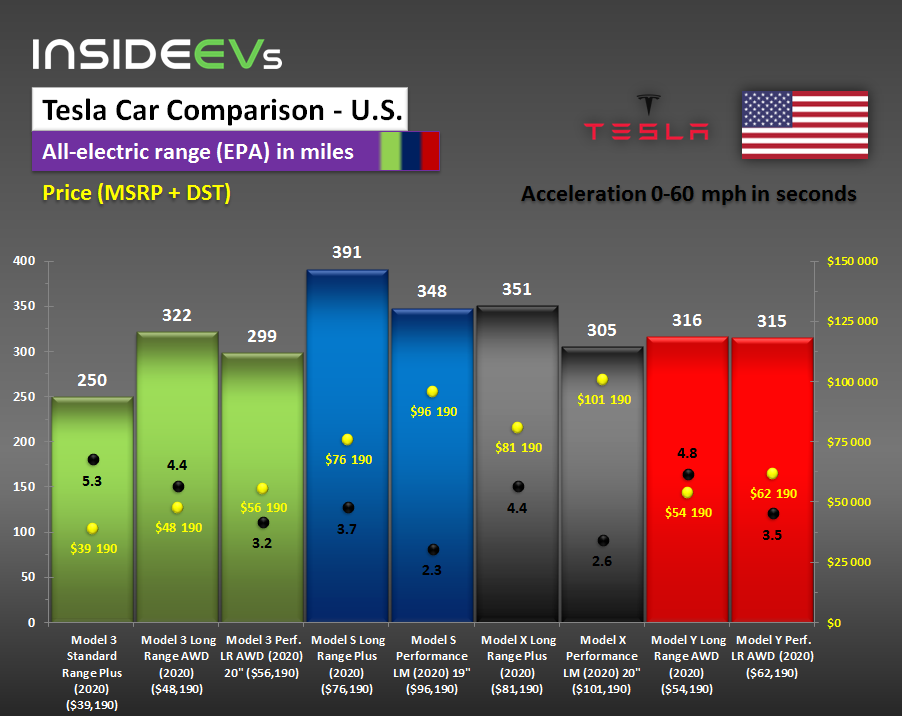 INSIDEEVs
Tesla Car Comparison - U.S.
All-electric range (EPA) in miles
Price (MSRP + DST)
TESLA
Acceleration 0-60 mph in seconds
400
350
300
250
200
150
100
50
0
$150 000
$125 000
$100 000
$75 000
$50 000
$25 000
$0
250
5.3
$39 190
322
4.4
$48 190
299
$56 190
3.2
391
$76 190
3.7
348
$96 190
2.3
351
$81 190
4.4
305
$101 190
2.6
316
4.8
$54 190
315
$62 190
3.5
Model 3
Standard
Range Plus
(2020)
($39,190)
Model 3 Long
Range AWD
(2020)
($48,190)
Model 3 Perf.
LR AWD (2020)
20" ($56,190)
Model S Long
Range Plus
(2020)
($76,190)
Model S
Performance
LM (2020) 19"
($96,190)
Model X Long
Range Plus
(2020)
($81,190)
Model X
Performance
LM (2020) 20"
($101,190)
Model Y Long
Range AWD
(2020)
($54,190)
Model Y Perf.
LR AWD (2020)
($62,190)